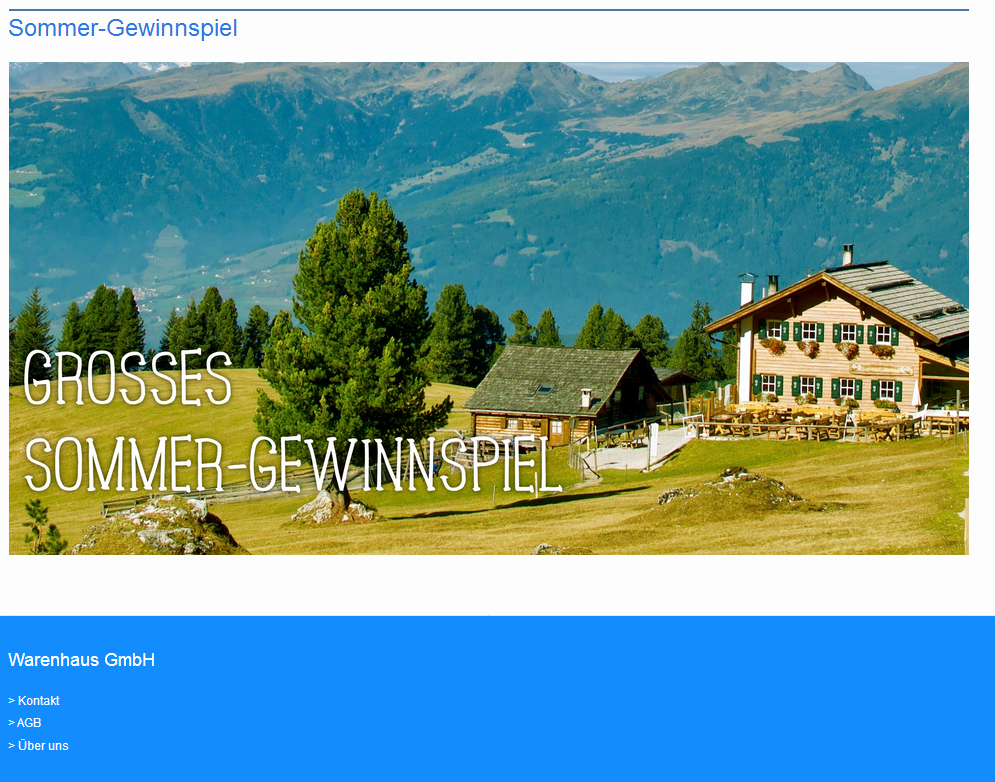 Sommer-Gewinnspiel
GROSSES
SOMMER-GEWINNSPIEL
Warenhaus GmbH
> Kontakt
> AGB
> Über uns